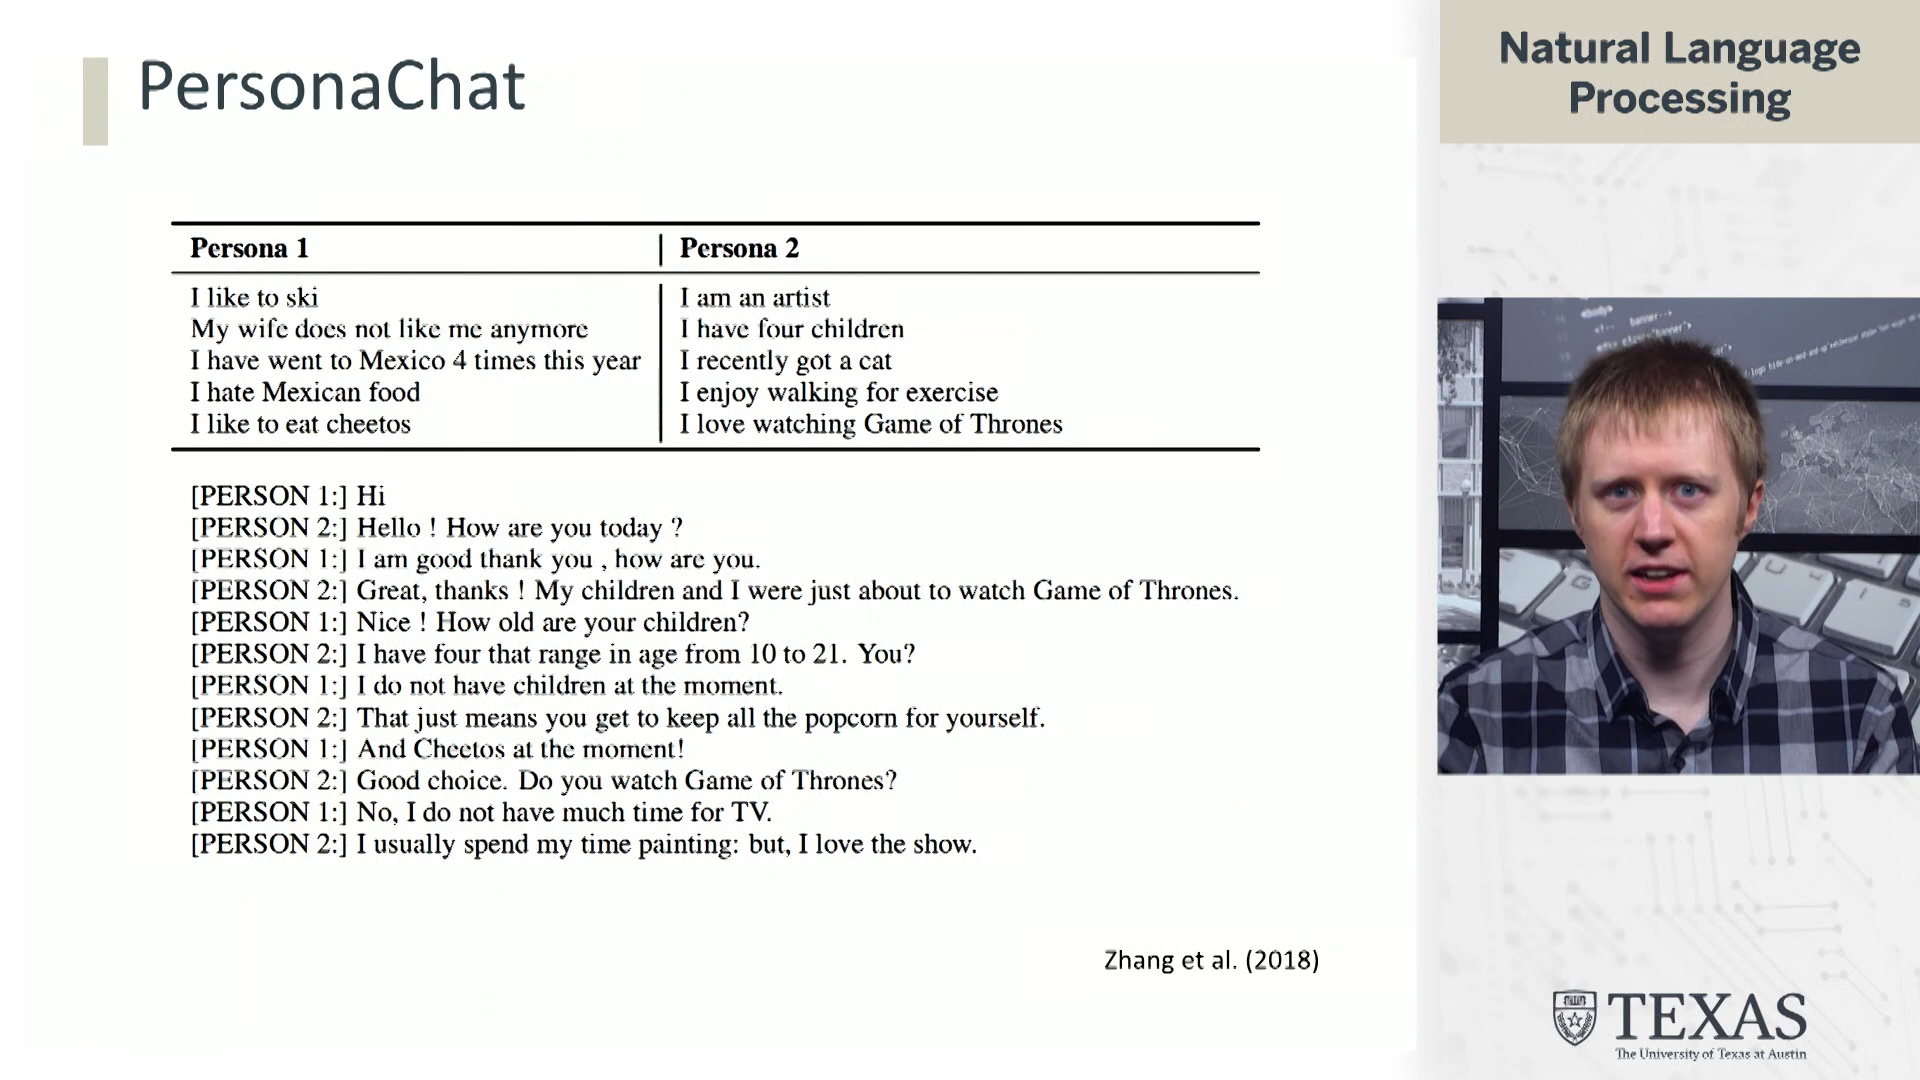 PersonaChat
Natural Language
Processing
Persona 1 | Persona 2
I like to ski | I am an artist
My wife does not like me anymore | I have four children
I have went to Mexico 4 times this year | I recently got a cat
I hate Mexican food | I enjoy walking for exercise
I like to eat cheetos | I love watching Game of Thrones
[PERSON 1:] Hi
[PERSON 2:] Hello ! How are you today ?
[PERSON 1:] I am good thank you , how are you.
[PERSON 2:] Great, thanks ! My children and I were just about to watch Game of Thrones.
[PERSON 1:] Nice ! How old are your children?
[PERSON 2:] I have four that range in age from 10 to 21. You?
[PERSON 1:] I do not have children at the moment.
[PERSON 2:] That just means you get to keep all the popcorn for yourself.
[PERSON 1:] And Cheetos at the moment!
[PERSON 2:] Good choice. Do you watch Game of Thrones?
[PERSON 1:] No, I do not have much time for TV.
[PERSON 2:] I usually spend my time painting: but, I love the show.
Zhang et al. (2018)
TEXAS
The University of Texas at Austin